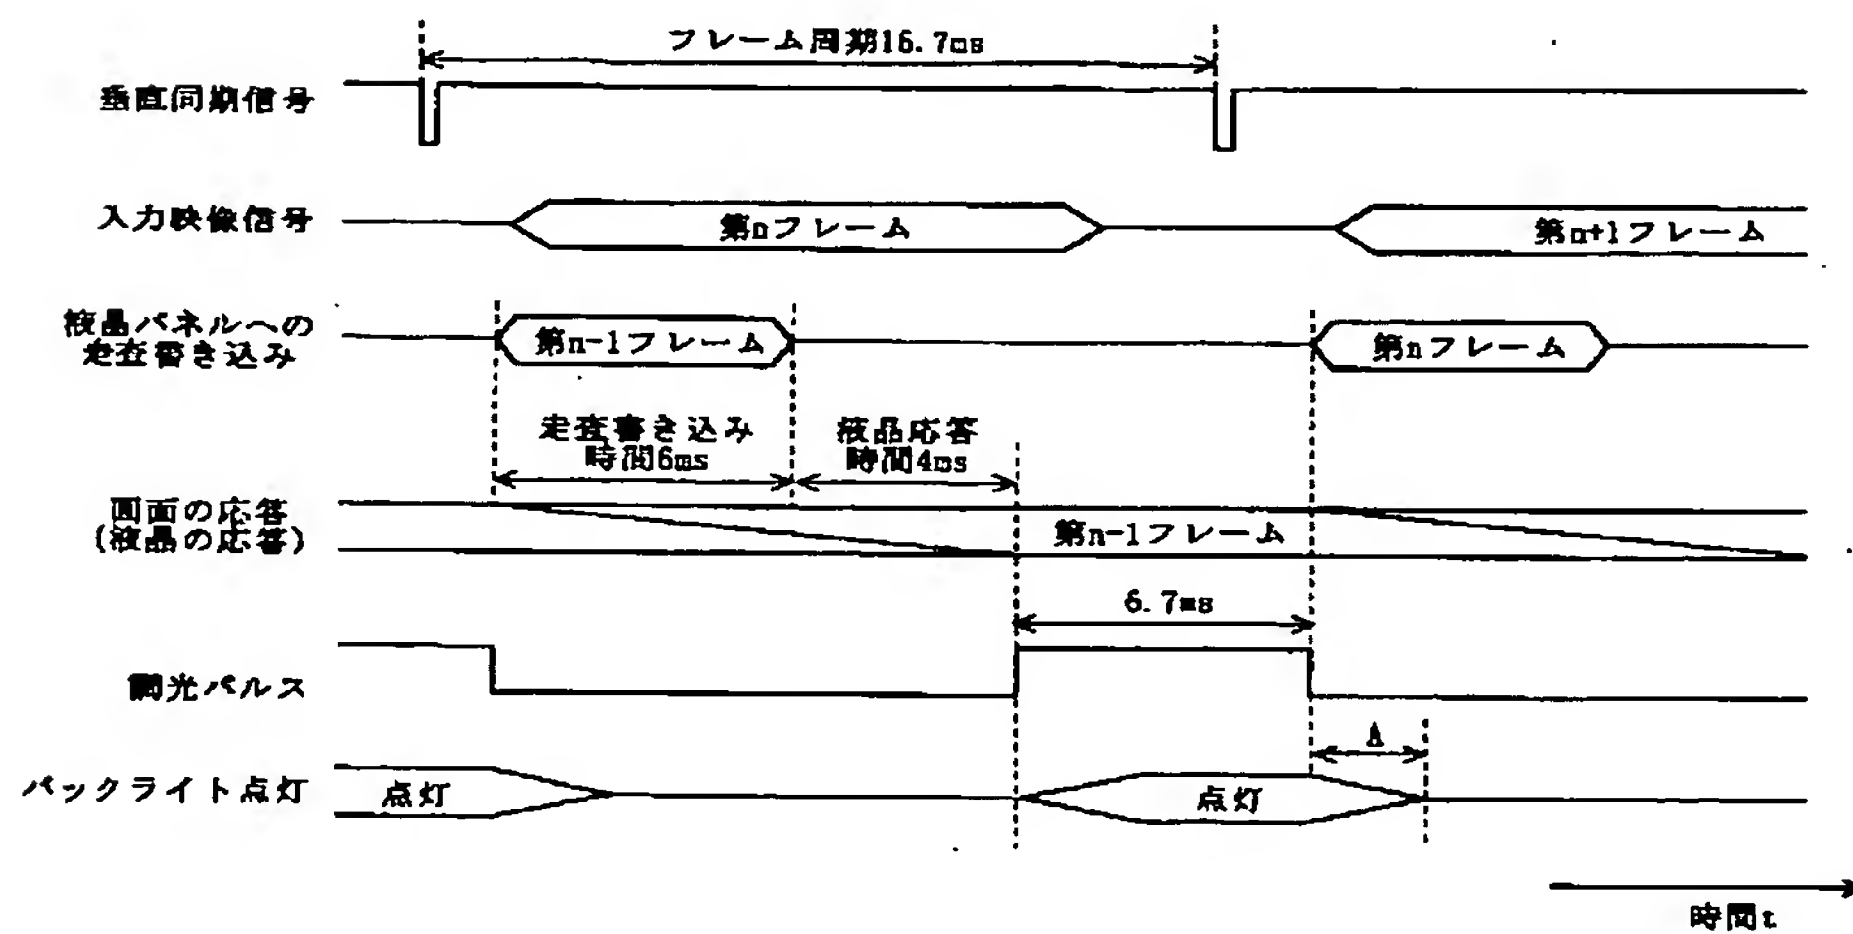 フレーム周期16.7ms
垂直同期信号
入力映像信号
第nフレーム
第n+1フレーム
液晶パネルへの
走査書き込み
第n-1フレーム
第nフレーム
走査書き込み
時間6ms
液晶応答
時間4ms
画面の応答
(液晶の応答)
第n-1フレーム
6.7ms
調光パルス
A
バックライト点灯
点灯
点灯
時間t